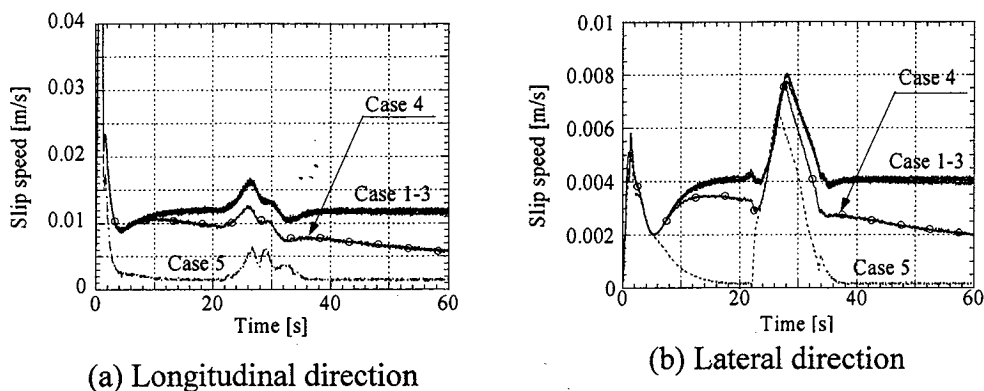 0.04
0.04
0.02
0.01
0
Slip speed [m/s]
Case 4
Case 1-3
Case 5
0 20 40 60
Time [s]
(a) Longitudinal direction
0.01
0.008
0.006
0.004
0.002
0
Slip speed [m/s]
Case 4
Case 1-3
Case 5
0 20 40 60
Time [s]
(b) Lateral direction